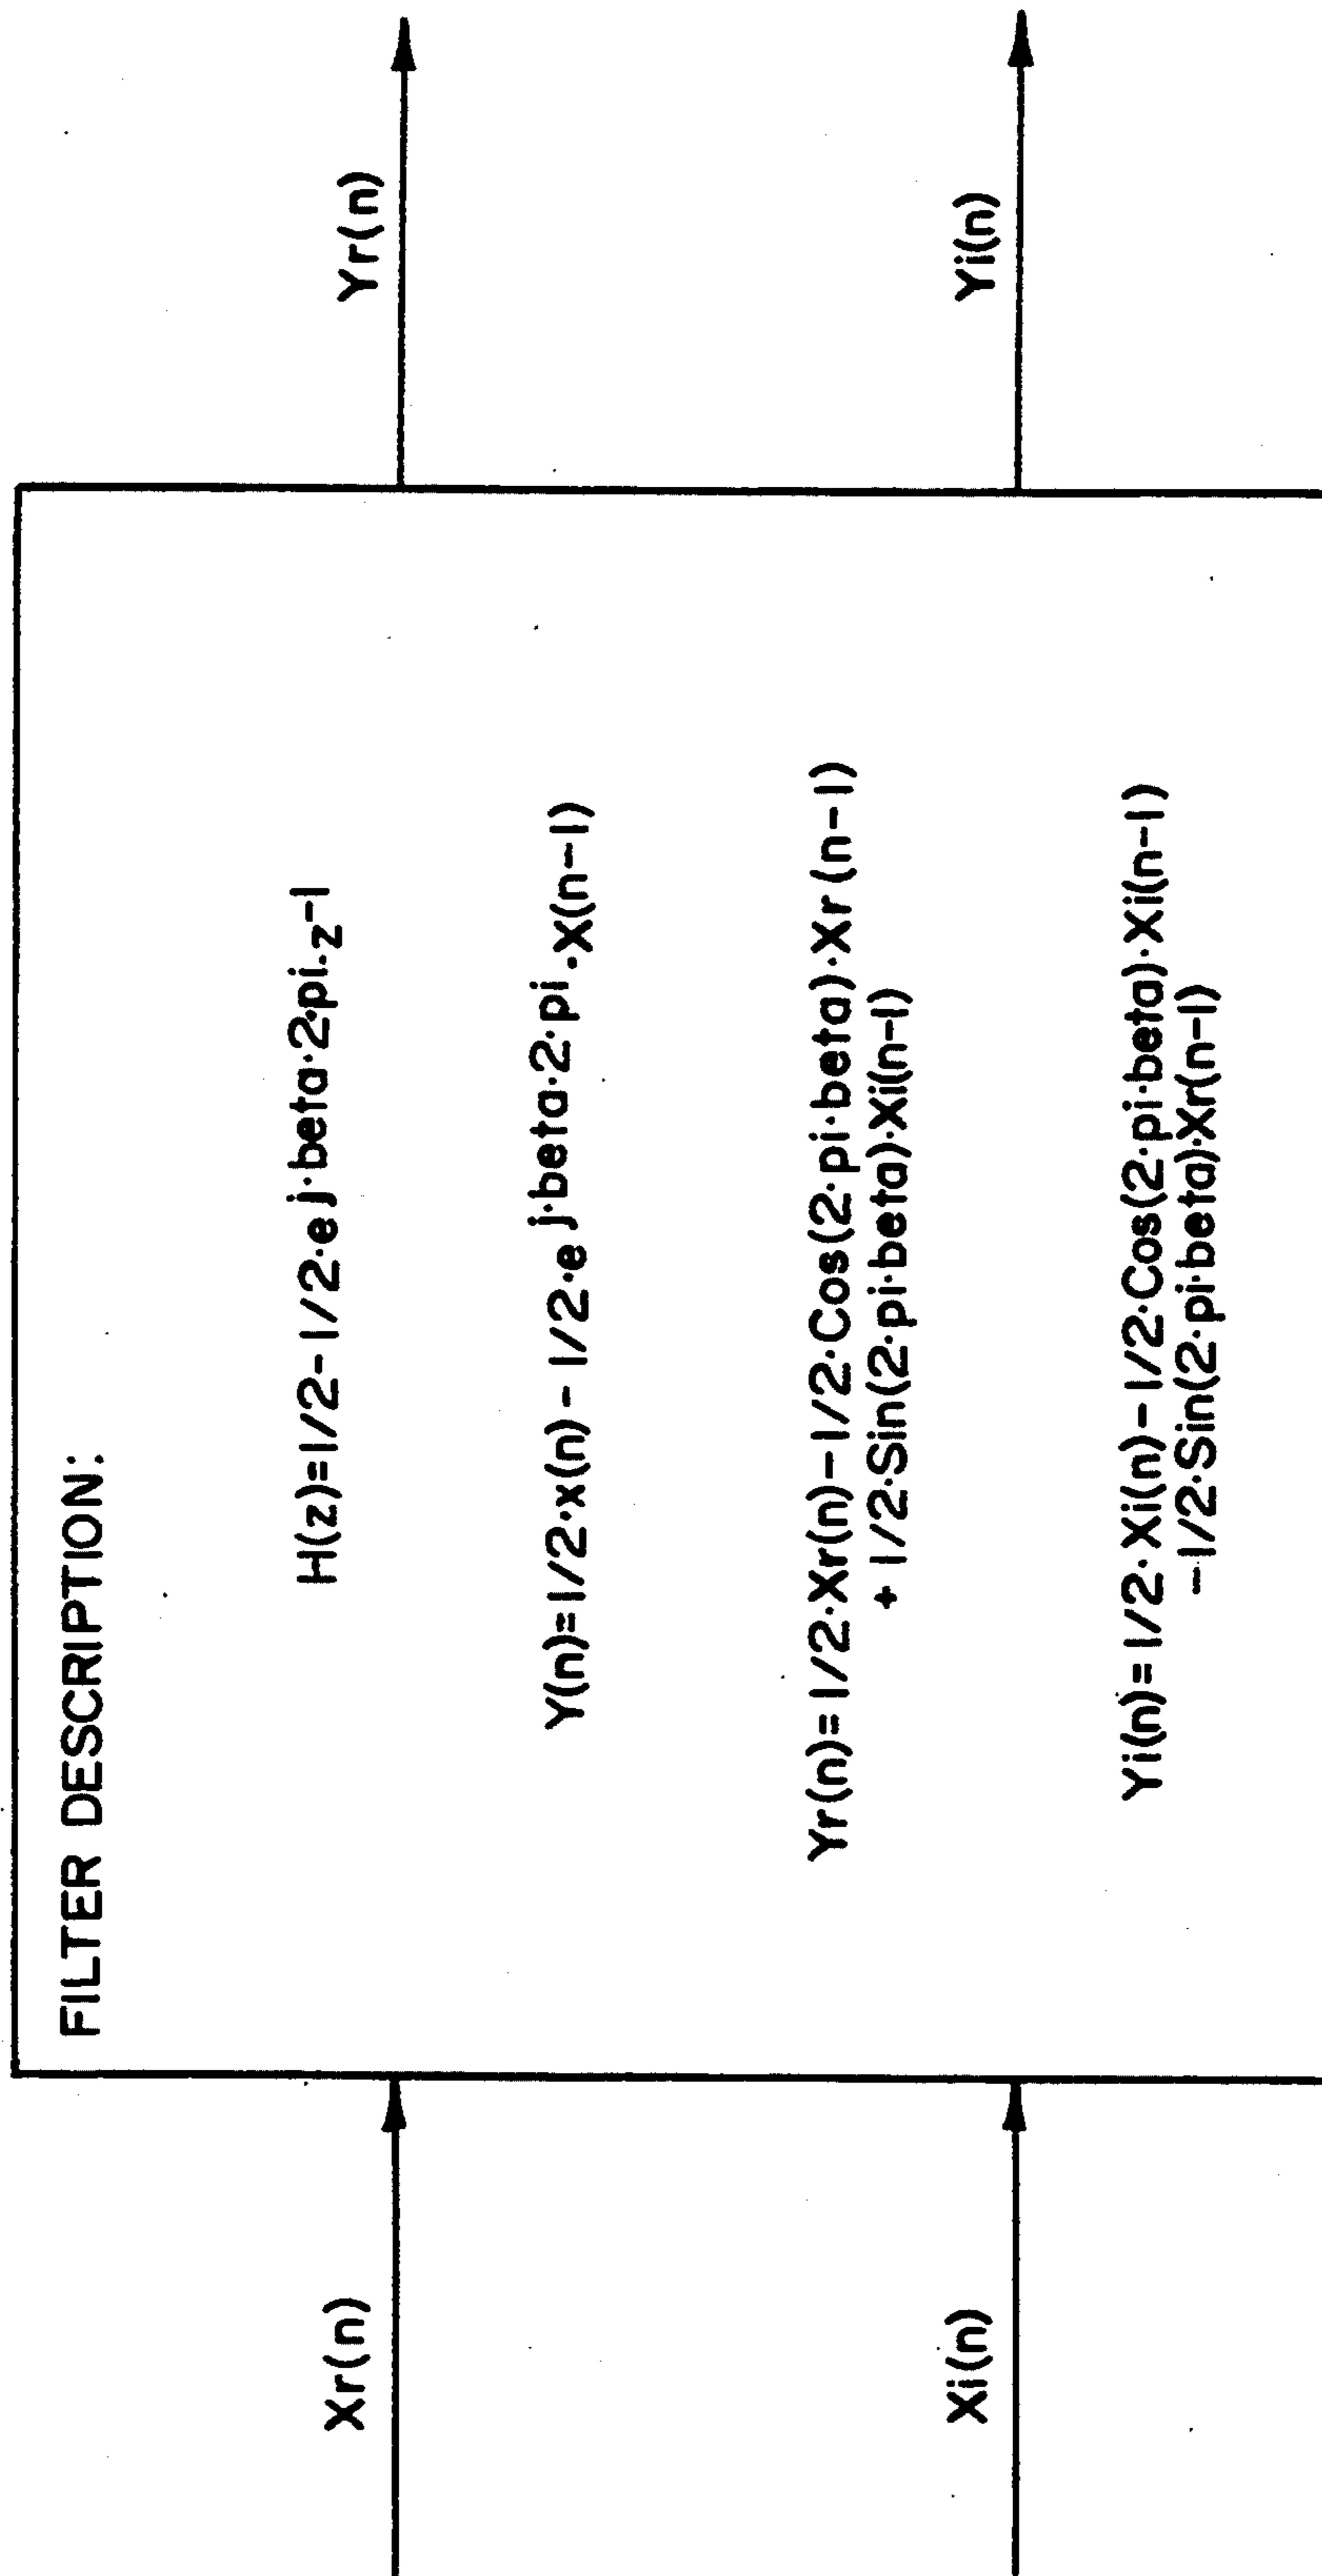 FILTER DESCRIPTION:
H(z)=1/2-1/2·e j·beta·2·pi·z-1
Y(n)=1/2·x(n) - 1/2·e j·beta·2·pi ·X(n-1)
Yr(n)=1/2·Xr(n)-1/2·Cos(2·pi·beta)·Xr(n-1)
+ 1/2·Sin(2·pi·beta)·Xi(n-1)
Yi(n)=1/2·Xi(n)-1/2·Cos(2·pi·beta)·Xi(n-1)
-1/2·Sin(2·pi·beta)·Xr(n-1)
Xr(n)
Xi(n)
Yr(n)
Yi(n)